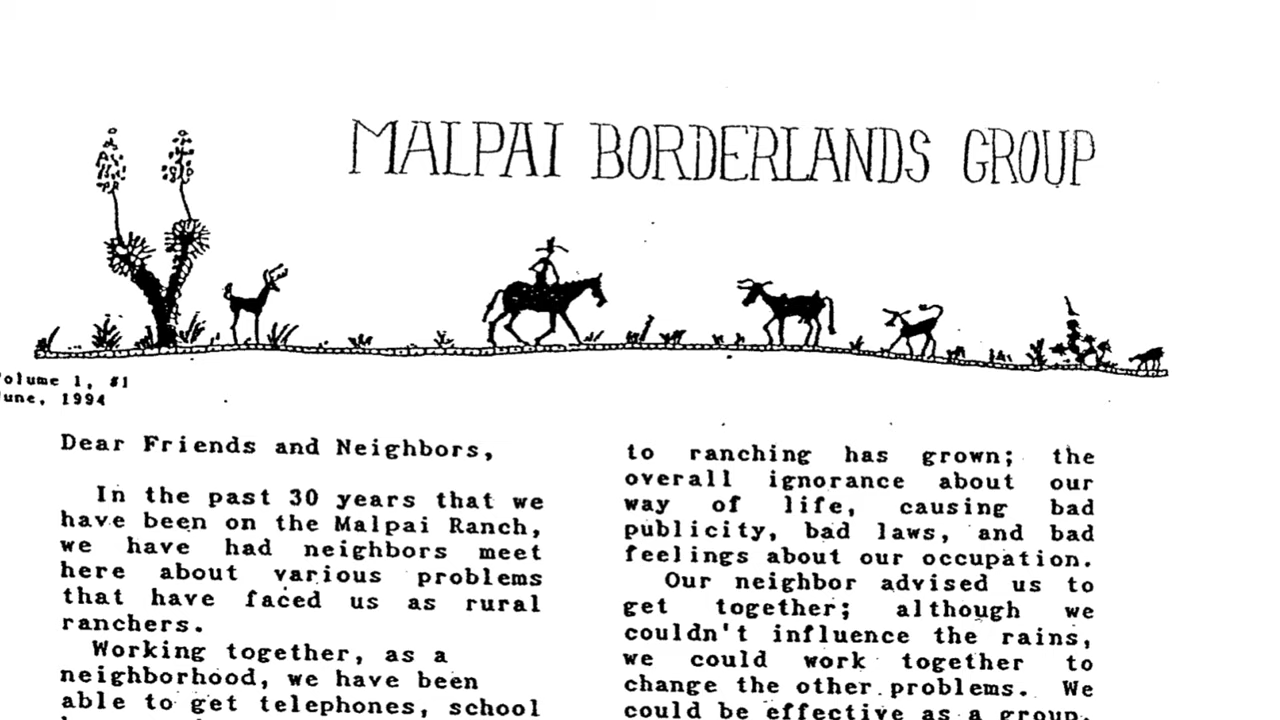 MALPAI BORDERLANDS GROUP
Volume 1, #1
June, 1994
Dear Friends and Neighbors,
In the past 30 years that we
have been on the Malpai Ranch,
we have had neighbors meet
here about various problems
that have faced us as rural
ranchers.
Working together, as a
neighborhood, we have been
able to get telephones, school
to ranching has grown; the
overall ignorance about our
way of life, causing bad
publicity, bad laws, and bad
feelings about our occupation.
Our neighbor advised us to
get together; although we
couldn't influence the rains,
we could work together to
change the other problems. We
could be effective as a group.